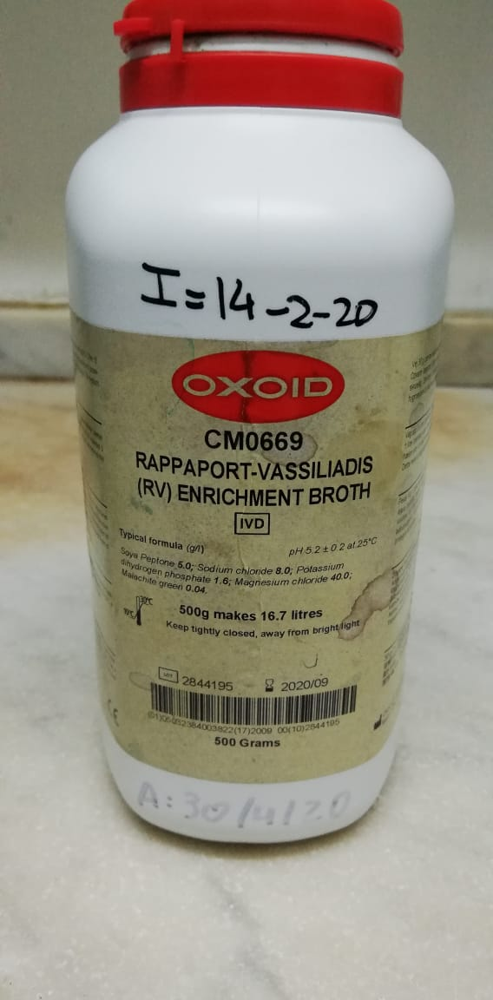 I = 14-2-20
OXOID
CM0669
RAPPAPORT-VASSILIADIS
(RV) ENRICHMENT BROTH
IVD
Typical formula (g/l)
pH 5.2 ± 0.2 at 25°C
Soya Peptone 5.0; Sodium chloride 8.0; Potassium
dihydrogen phosphate 1.6; Magnesium chloride 40.0;
Malachite green 0.04.
10°C 30°C
500g makes 16.7 litres
Keep tightly closed, away from bright light
LOT 2844195 2020/09
(01)05032384003822(17)2009 00(10)2844195
500 Grams
CE
A: 30/4/20